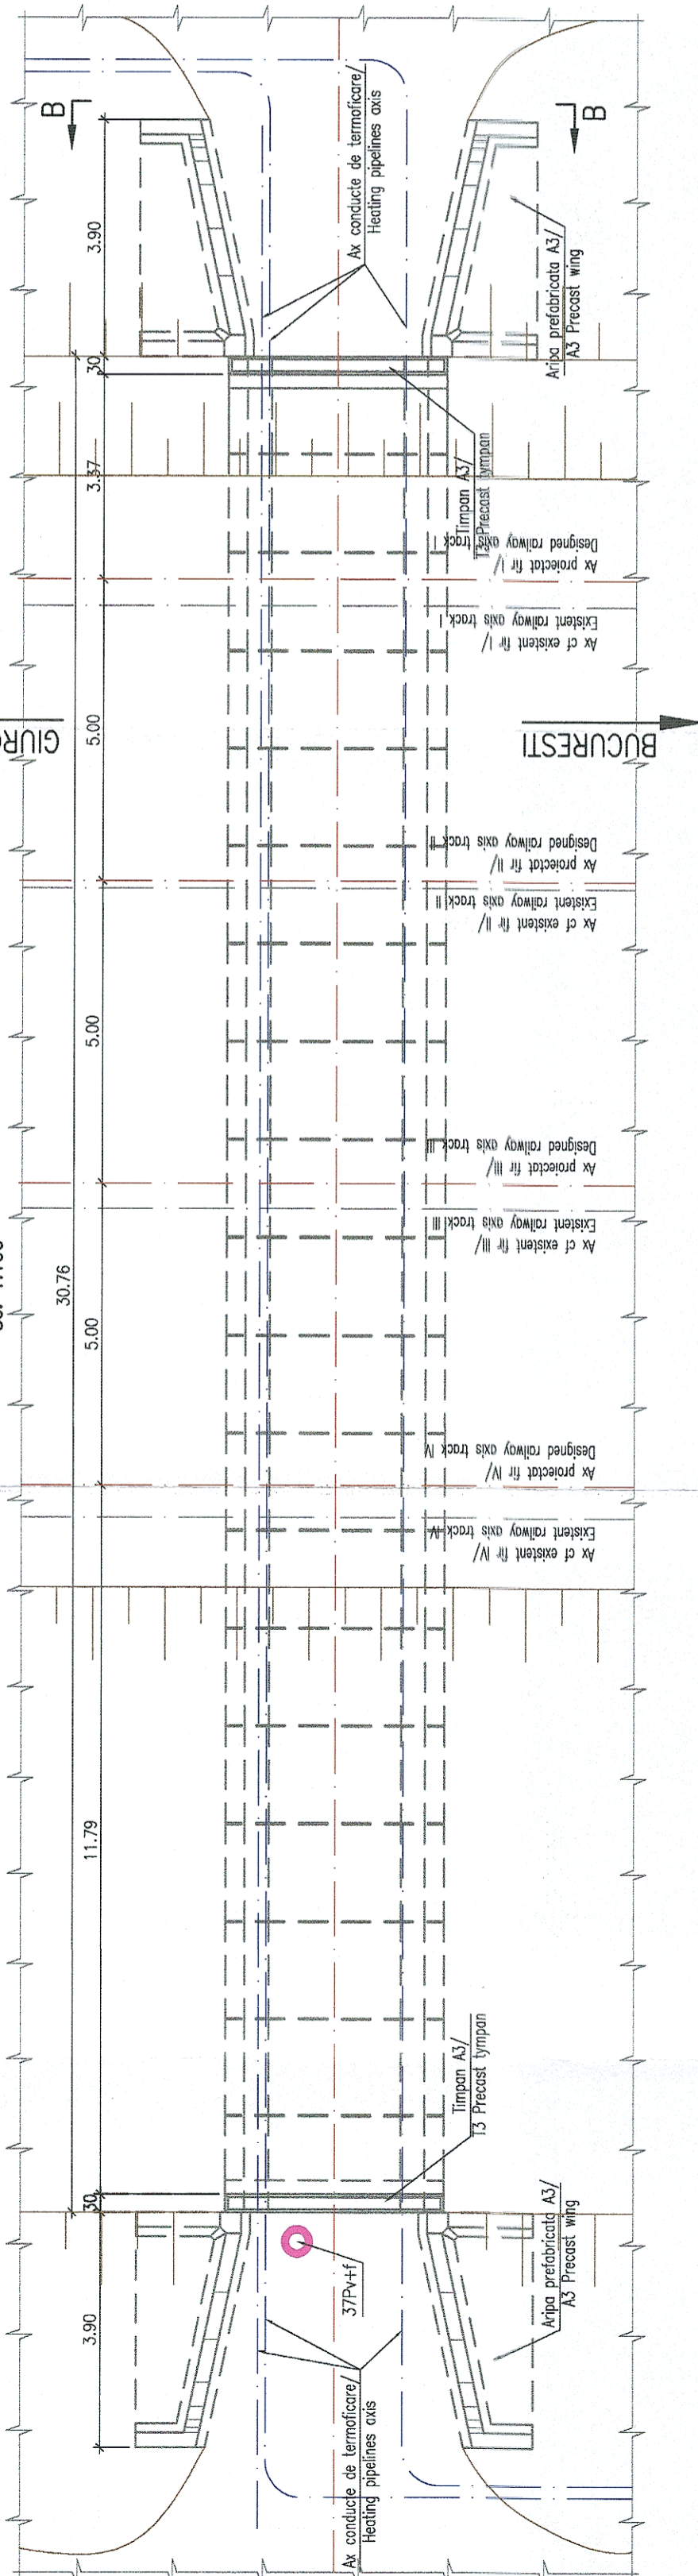 B
B
3.90
Ax conducte de termoficare/
Heating pipelines axis
Aripa prefabricata A3/
A3 Precast wing
30
3.37
Timpan A3/
T3 Precast tympan
Ax proiectat fir I/
Designed railway axis track I
Ax cf existent fir I/
Existent railway axis track I
BUCURESTI
5.00
Ax proiectat fir II/
Designed railway axis track II
Ax cf existent fir II/
Existent railway axis track II
5.00
Ax proiectat fir III/
Designed railway axis track III
Ax cf existent fir III/
Existent railway axis track III
30.76
5.00
Ax proiectat fir IV/
Designed railway axis track IV
Ax cf existent fir IV/
Existent railway axis track IV
11.79
Timpan A3/
T3 Precast tympan
30
37Pv+f
3.90
Aripa prefabricata A3/
A3 Precast wing
Ax conducte de termoficare/
Heating pipelines axis